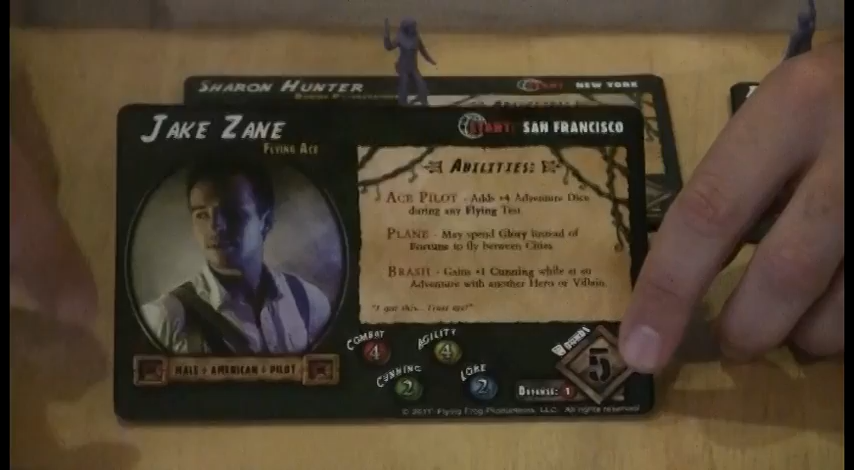 SHARON HUNTER
START: NEW YORK
JAKE ZANE
FLYING ACE
START: SAN FRANCISCO
ABILITIES:
ACE PILOT - Adds +4 Adventure Dice
during any Flying Test.
PLANE - May spend Glory instead of
Fortune to fly between Cities.
BRASH - Gains +1 Cunning while at an
Adventure with another Hero or Villain.
"I got this... Trust me!"
COMBAT
4
AGILITY
4
CUNNING
2
LORE
2
WOUNDS
5
DEFENSE: 1
MALE + AMERICAN + PILOT
© 2011 Flying Frog Productions, LLC. All rights reserved